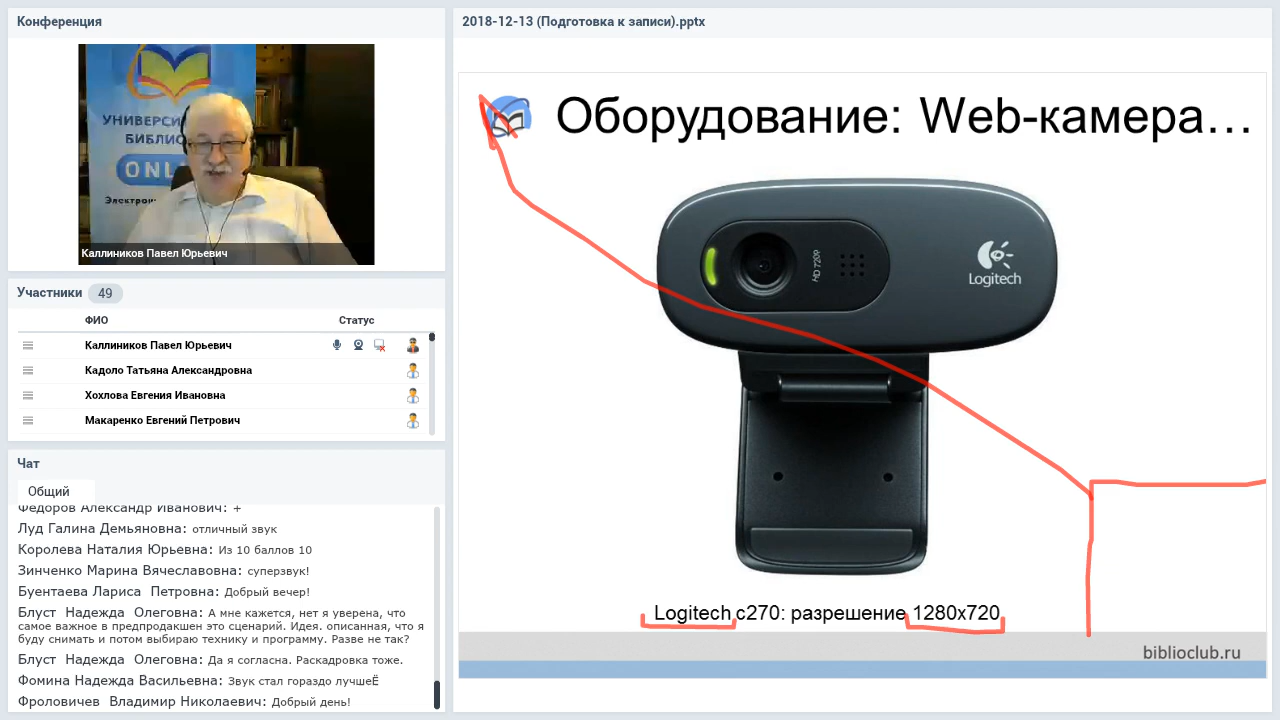 Конференция
УНИВЕРСИ
БИБЛИО
ONL
Электрон
Каллиников Павел Юрьевич
Участники 49
ФИО Статус
Каллиников Павел Юрьевич
Кадоло Татьяна Александровна
Хохлова Евгения Ивановна
Макаренко Евгений Петрович
Чат
Общий
Федоров Александр Иванович: +
Луд Галина Демьяновна: отличный звук
Королева Наталия Юрьевна: Из 10 баллов 10
Зинченко Марина Вячеславовна: суперзвук!
Буентаева Лариса Петровна: Добрый вечер!
Блуст Надежда Олеговна: А мне кажется, нет я уверена, что
самое важное в предпродакшен это сценарий. Идея. описанная, что я
буду снимать и потом выбираю технику и программу. Разве не так?
Блуст Надежда Олеговна: Да я согласна. Раскадровка тоже.
Фомина Надежда Васильевна: Звук стал гораздо лучшеЁ
Фроловичев Владимир Николаевич: Добрый день!
2018-12-13 (Подготовка к записи).pptx
Оборудование: Web-камера...
HD 720P
Logitech
Logitech c270: разрешение 1280x720
biblioclub.ru